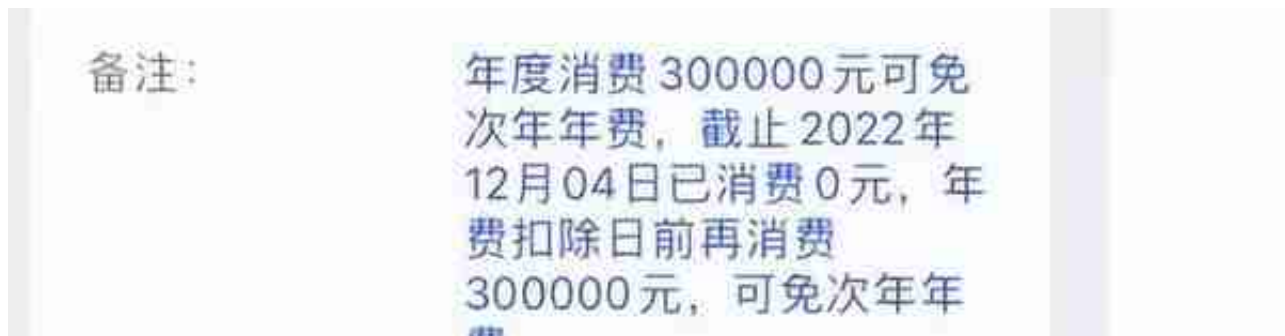 备注:
年度消费300000元可免
次年年费，截止2022年
12月04日已消费0元，年
费扣除日前再消费
300000元，可免次年年
费